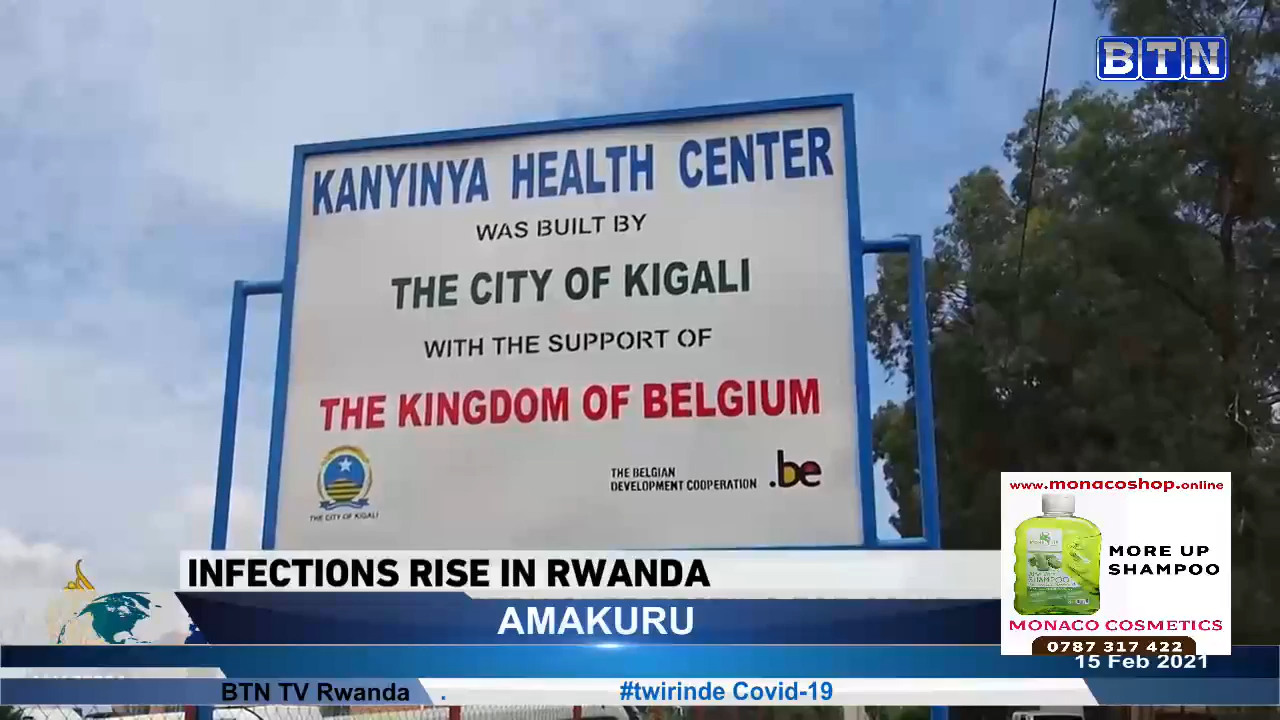 BTN
KANYINYA HEALTH CENTER
WAS BUILT BY
THE CITY OF KIGALI
WITH THE SUPPORT OF
THE KINGDOM OF BELGIUM
THE CITY OF KIGALI
THE BELGIAN
DEVELOPMENT COOPERATION
.be
www.monacoshop.online
SHAMPOO
MORE UP
SHAMPOO
MONACO COSMETICS
0787 317 422
INFECTIONS RISE IN RWANDA
AMAKURU
15 Feb 2021
BTN TV Rwanda
#twirinde Covid-19